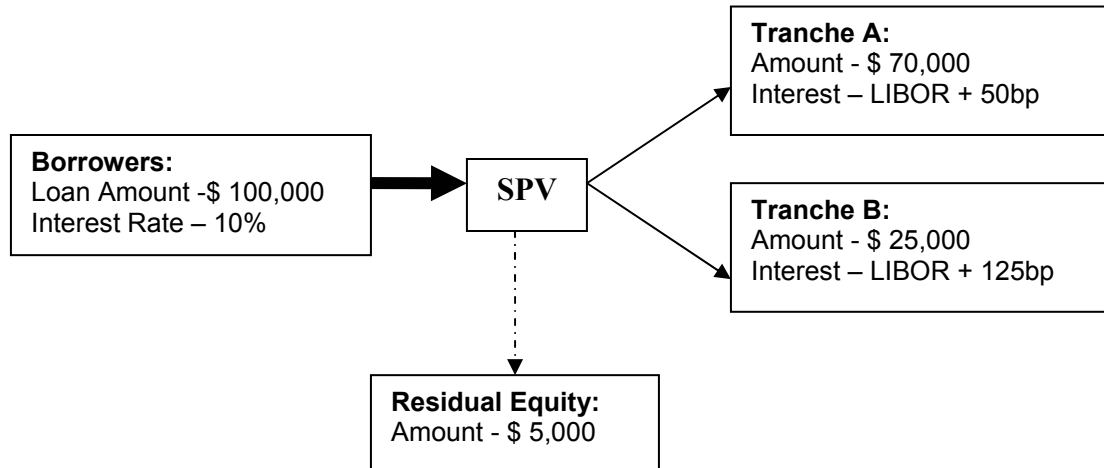 Borrowers:
Loan Amount -$ 100,000
Interest Rate – 10%
SPV
Tranche A:
Amount - $ 70,000
Interest – LIBOR + 50bp
Tranche B:
Amount - $ 25,000
Interest – LIBOR + 125bp
Residual Equity:
Amount - $ 5,000